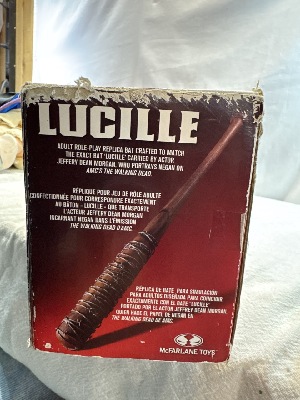 LUCILLE
ADULT ROLE-PLAY REPLICA BAT CRAFTED TO MATCH
THE EXACT BAT 'LUCILLE' CARRIED BY ACTOR
JEFFERY DEAN MORGAN, WHO PORTRAYS NEGAN ON
AMC'S THE WALKING DEAD.
RÉPLIQUE POUR JEU DE RÔLE ADULTE
CONFECTIONNÉE POUR CORRESPONDRE EXACTEMENT
AU BÂTON - LUCILLE - QUE TRANSPORTE
L'ACTEUR JEFFERY DEAN MORGAN
INCARNANT NEGAN DANS L'ÉMISSION
THE WALKING DEAD D'AMC.
RÉPLICA DE BATE PARA SIMULACIÓN
PARA ADULTOS DISEÑADA PARA COINCIDIR
EXACTAMENTE CON EL BATE 'LUCILLE'
PORTADO POR EL ACTOR JEFFERY DEAN MORGAN,
QUIEN HACE EL PAPEL DE NEGAN EN
THE WALKING DEAD DE AMC.
McFARLANE TOYS